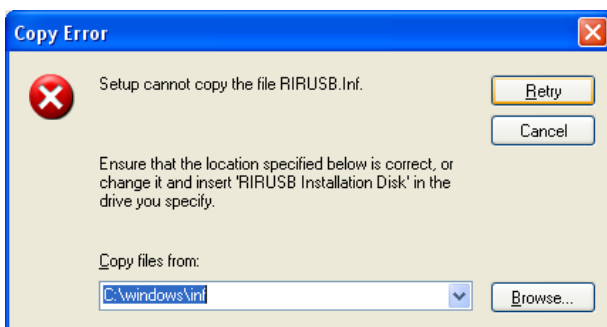 Copy Error
Setup cannot copy the file RIRUSB.Inf.
Retry
Cancel
Ensure that the location specified below is correct, or
change it and insert 'RIRUSB Installation Disk' in the
drive you specify.
Copy files from:
C:\windows\inf
Browse...